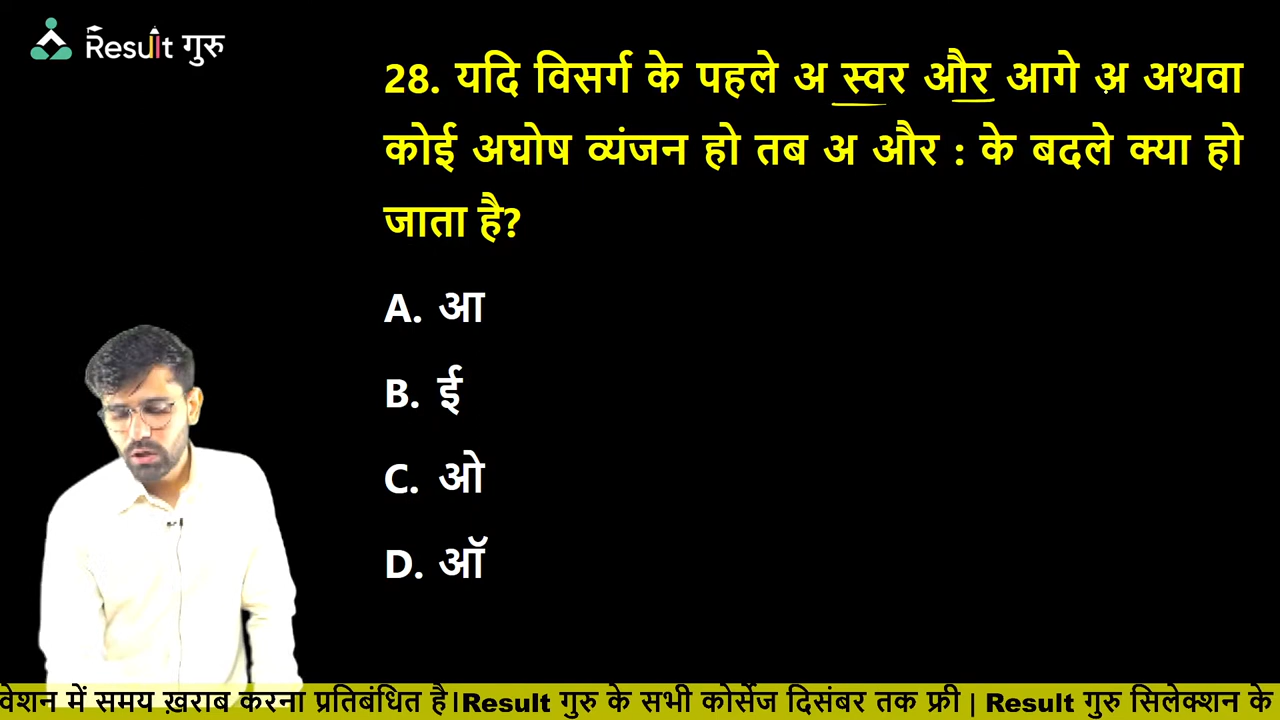 Result गुरु
28. यदि विसर्ग के पहले अ स्वर और आगे अ़ अथवा
कोई अघोष व्यंजन हो तब अ और : के बदले क्या हो
जाता है?
A. आ
B. ई
C. ओ
D. ऑ
वेशन में समय ख़राब करना प्रतिबंधित है।Result गुरु के सभी कोर्सेज दिसंबर तक फ्री | Result गुरु सिलेक्शन के